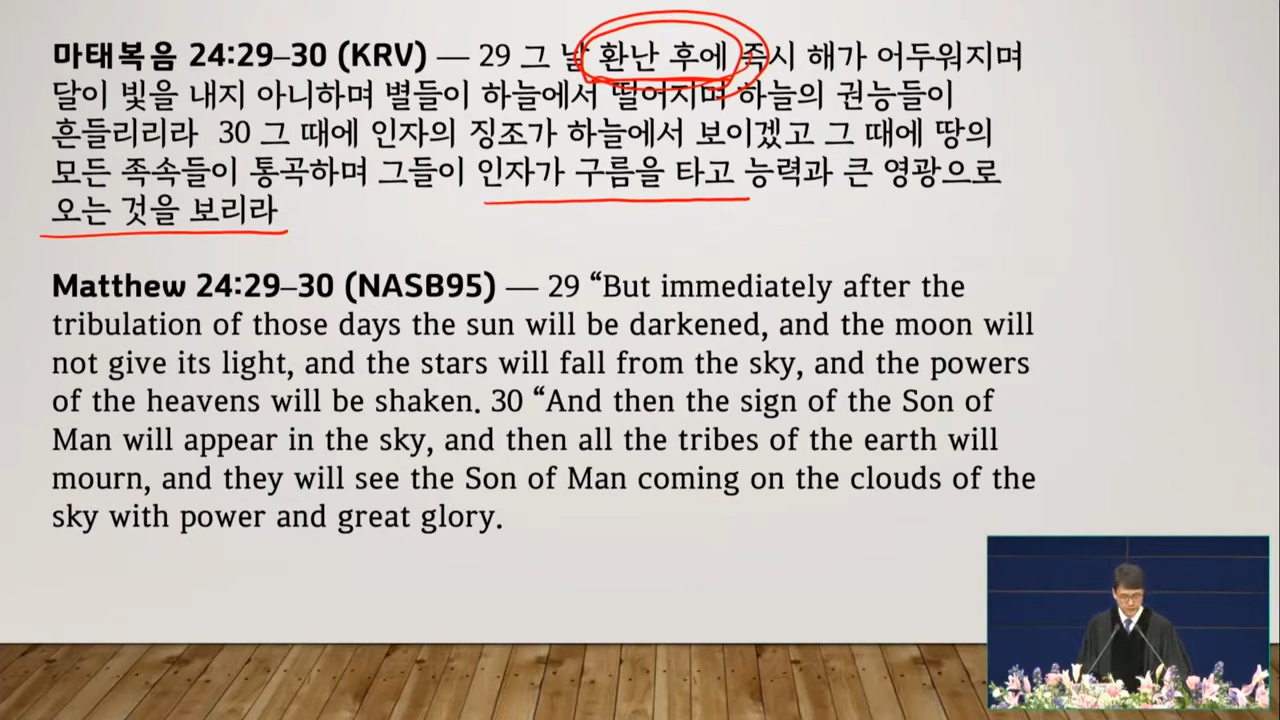 마태복음 24:29–30 (KRV) — 29 그 날 환난 후에 즉시 해가 어두워지며
달이 빛을 내지 아니하며 별들이 하늘에서 떨어지며 하늘의 권능들이
흔들리리라 30 그 때에 인자의 징조가 하늘에서 보이겠고 그 때에 땅의
모든 족속들이 통곡하며 그들이 인자가 구름을 타고 능력과 큰 영광으로
오는 것을 보리라
Matthew 24:29–30 (NASB95) — 29 “But immediately after the
tribulation of those days the sun will be darkened, and the moon will
not give its light, and the stars will fall from the sky, and the powers
of the heavens will be shaken. 30 “And then the sign of the Son of
Man will appear in the sky, and then all the tribes of the earth will
mourn, and they will see the Son of Man coming on the clouds of the
sky with power and great glory.